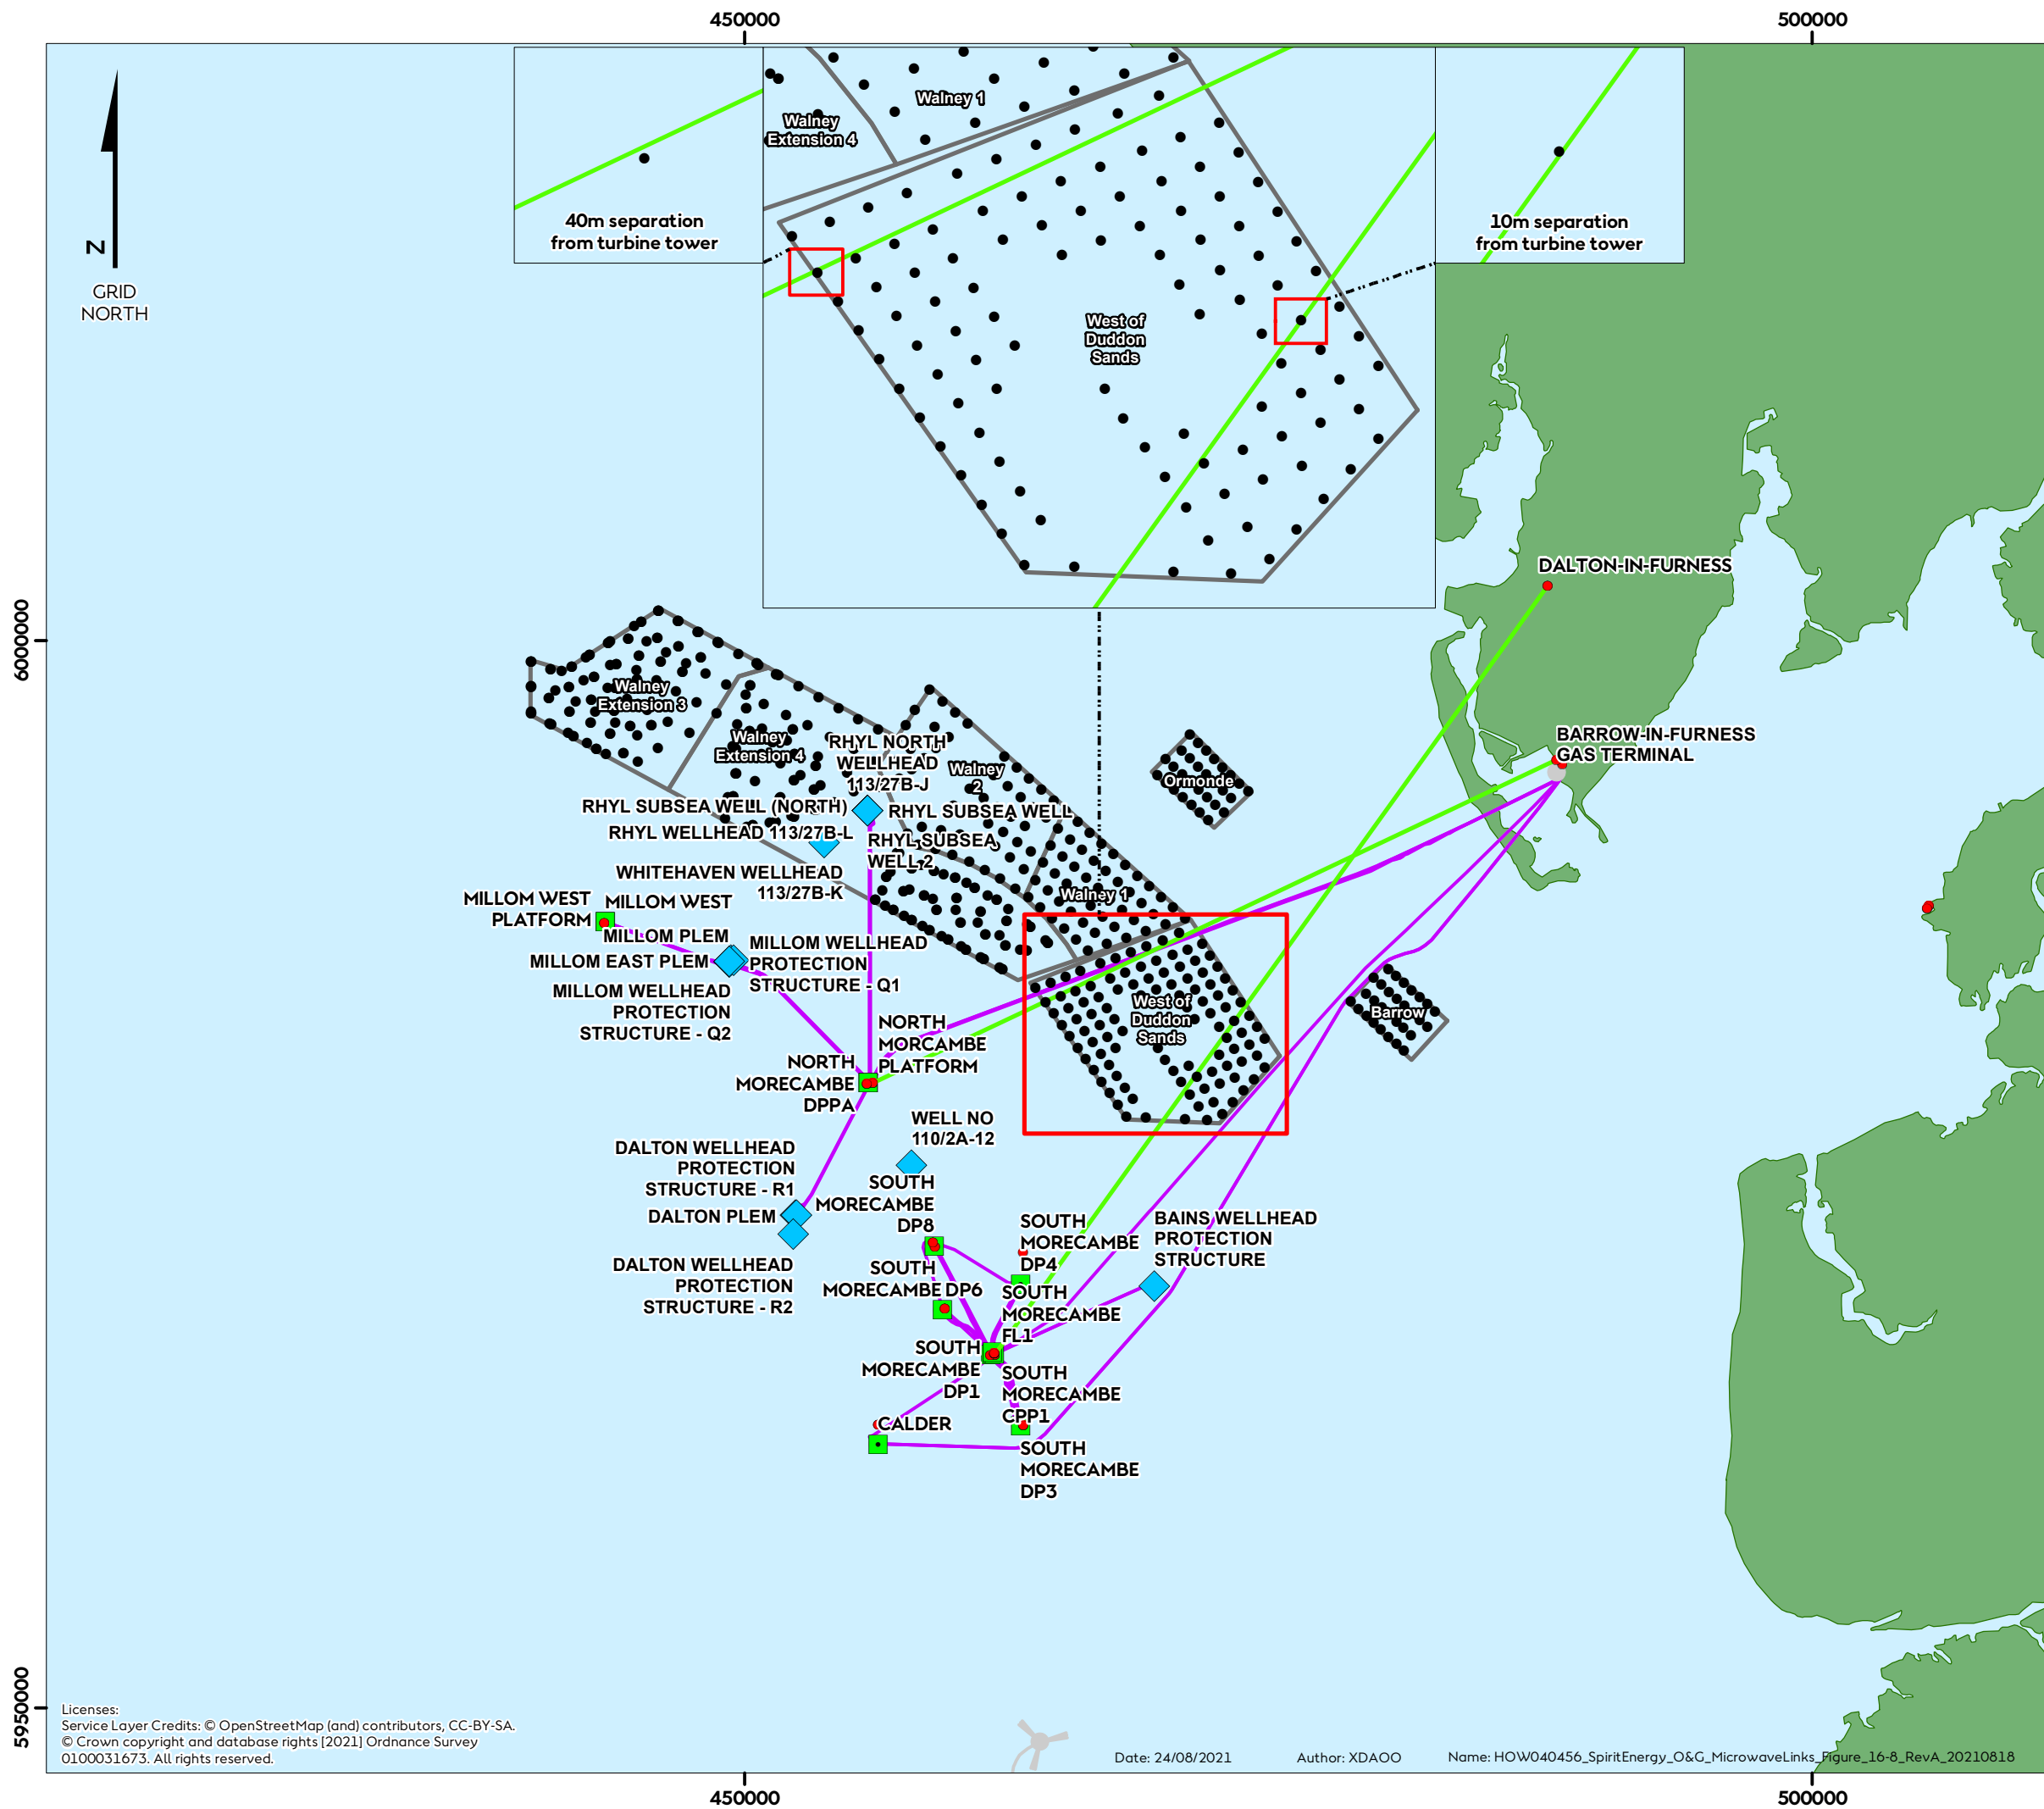 450000
500000
Walney 1
Walney
Extension 4
40m separation
from turbine tower
10m separation
from turbine tower
N
GRID
NORTH
West of
Duddon
Sands
DALTON-IN-FURNESS
6000000
BARROW-IN-FURNESS
GAS TERMINAL
Walney
Extension 3
Walney
Extension 4
RHYL NORTH
WELLHEAD
113/27B-J
Walney
2
Ormonde
RHYL SUBSEA WELL (NORTH)
RHYL SUBSEA WELL
RHYL WELLHEAD 113/27B-L
RHYL SUBSEA
WELL 2
WHITEHAVEN WELLHEAD
113/27B-K
Walney 1
MILLOM WEST
PLATFORM
MILLOM WEST
MILLOM PLEM
MILLOM EAST PLEM
MILLOM WELLHEAD
PROTECTION
STRUCTURE - Q1
MILLOM WELLHEAD
PROTECTION
STRUCTURE - Q2
West of
Duddon
Sands
Barrow
NORTH
MORCAMBE
PLATFORM
NORTH
MORECAMBE
DPPA
WELL NO
110/2A-12
DALTON WELLHEAD
PROTECTION
STRUCTURE - R1
DALTON PLEM
SOUTH
MORECAMBE
DP8
DALTON WELLHEAD
PROTECTION
STRUCTURE - R2
SOUTH
MORECAMBE
DP4
BAINS WELLHEAD
PROTECTION
STRUCTURE
SOUTH
MORECAMBE DP6
SOUTH
MORECAMBE
FL1
SOUTH
MORECAMBE
DP1
SOUTH
MORECAMBE
CPP1
CALDER
SOUTH
MORECAMBE
DP3
5950000
Licenses:
Service Layer Credits: © OpenStreetMap (and) contributors, CC-BY-SA.
© Crown copyright and database rights [2021] Ordnance Survey
0100031673. All rights reserved.
Date: 24/08/2021
Author: XDAOO
Name: HOW040456_SpiritEnergy_O&G_MicrowaveLinks_Figure_16-8_RevA_20210818
450000
500000